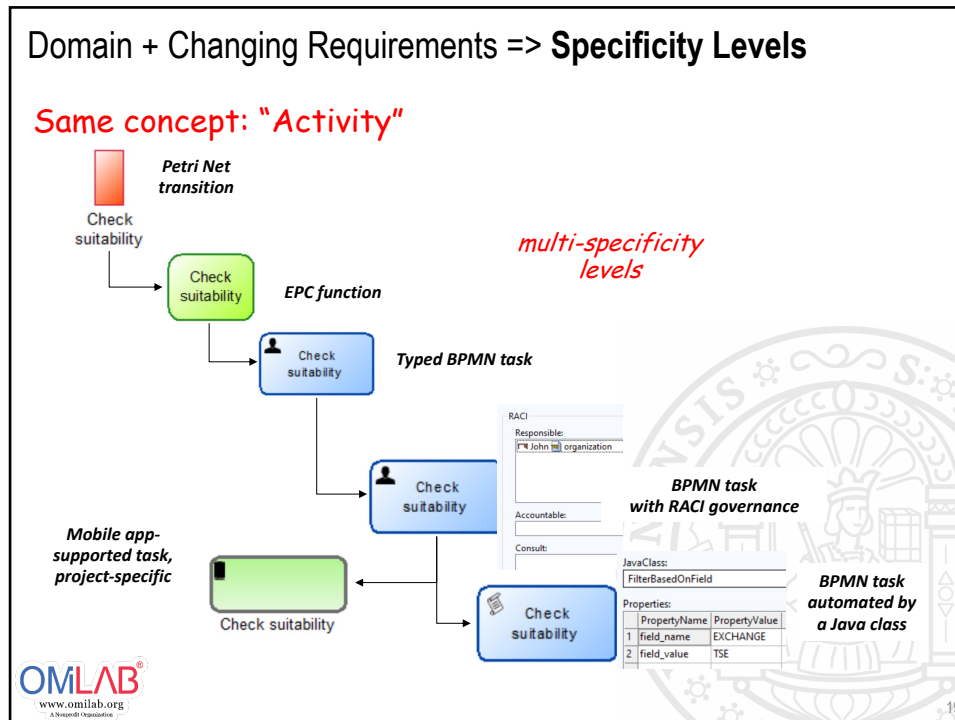 Domain + Changing Requirements => Specificity Levels
Same concept: “Activity”
Petri Net
transition
Check
suitability
multi-specificity
levels
Check
suitability
EPC function
Check
suitability
Typed BPMN task
RACI
Responsible:
John organization
Check
suitability
BPMN task
with RACI governance
Accountable:
Consult:
Mobile app-
supported task,
project-specific
Check suitability
Check
suitability
JavaClass:
FilterBasedOnField
Properties:
PropertyName PropertyValue
1 field_name EXCHANGE
2 field_value TSE
BPMN task
automated by
a Java class
OMiLAB®
www.omilab.org
A Nonprofit Organization